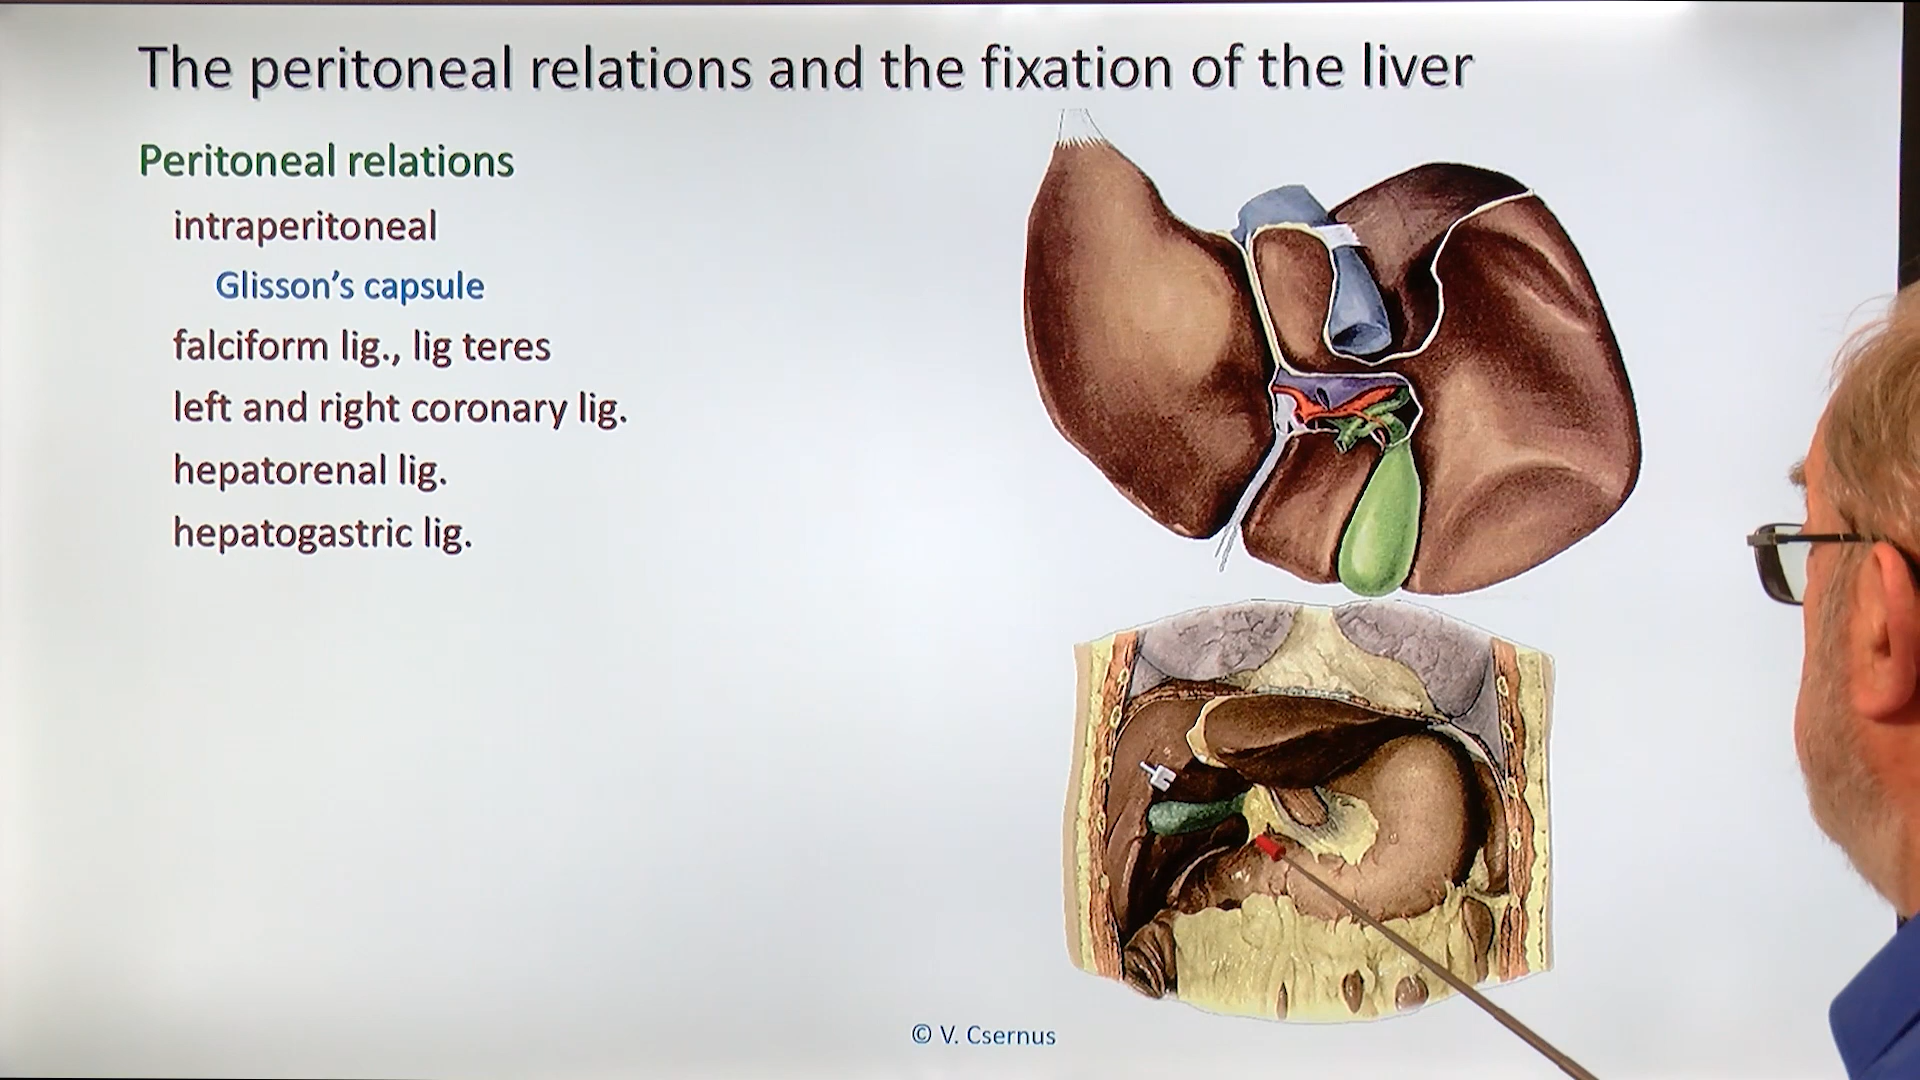 The peritoneal relations and the fixation of the liver
Peritoneal relations
intraperitoneal
Glisson's capsule
falciform lig., lig teres
left and right coronary lig.
hepatorenal lig.
hepatogastric lig.
© V. Csernus